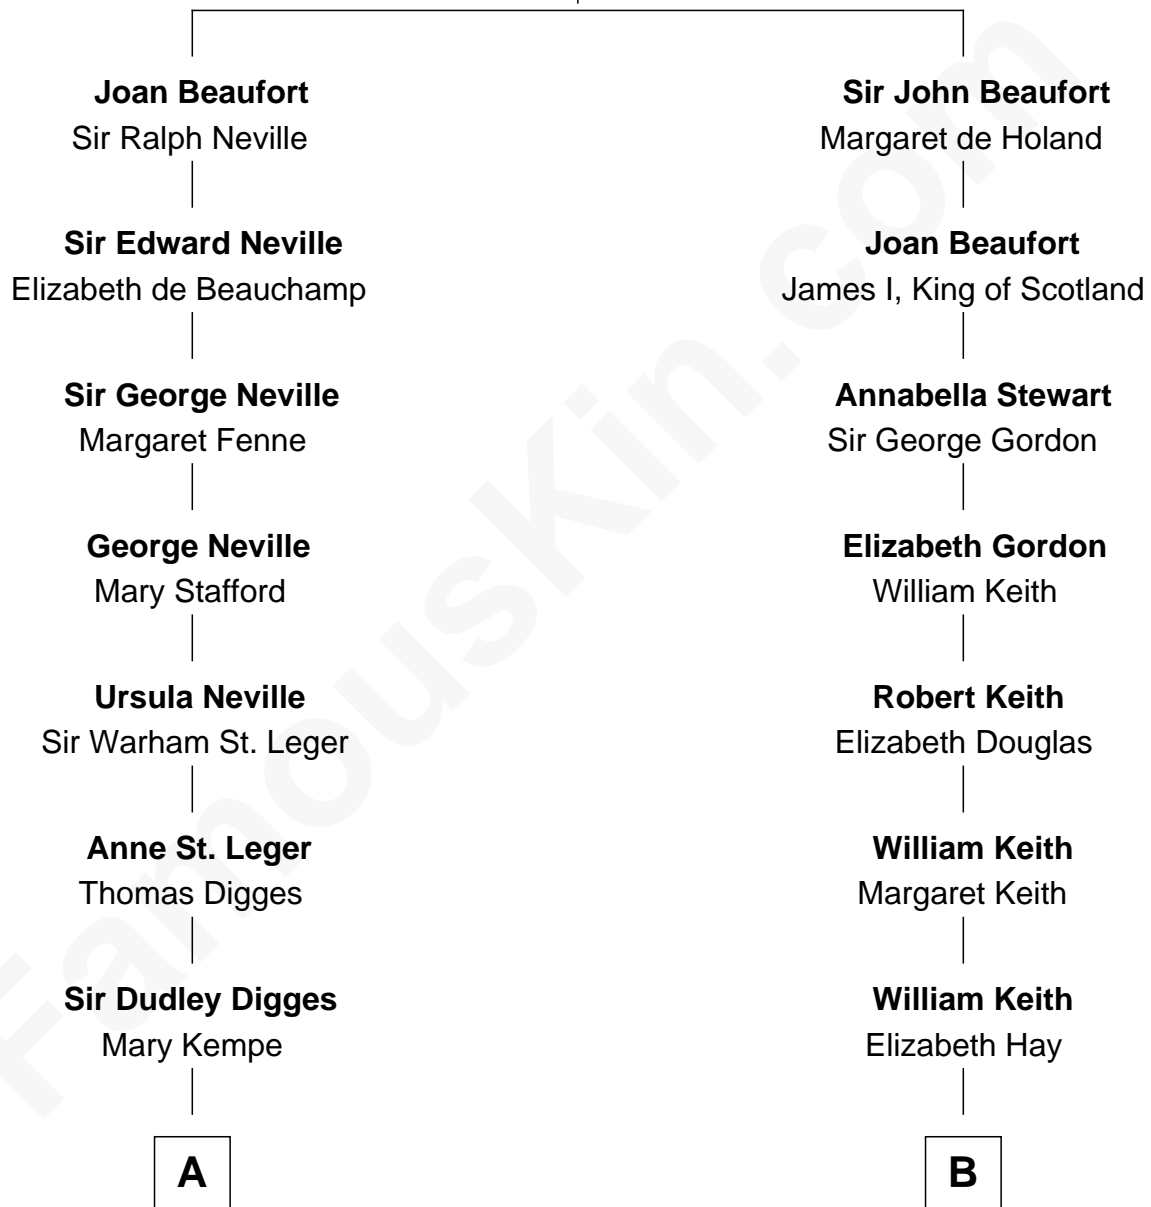 Joan Beaufort
Sir Ralph Neville
Sir John Beaufort
Margaret de Holand
Sir Edward Neville
Elizabeth de Beauchamp
Joan Beaufort
James I, King of Scotland
Sir George Neville
Margaret Fenne
Annabella Stewart
Sir George Gordon
George Neville
Mary Stafford
Elizabeth Gordon
William Keith
Ursula Neville
Sir Warham St. Leger
Robert Keith
Elizabeth Douglas
Anne St. Leger
Thomas Digges
William Keith
Margaret Keith
Sir Dudley Digges
Mary Kempe
William Keith
Elizabeth Hay
A
B
FamousKin.com